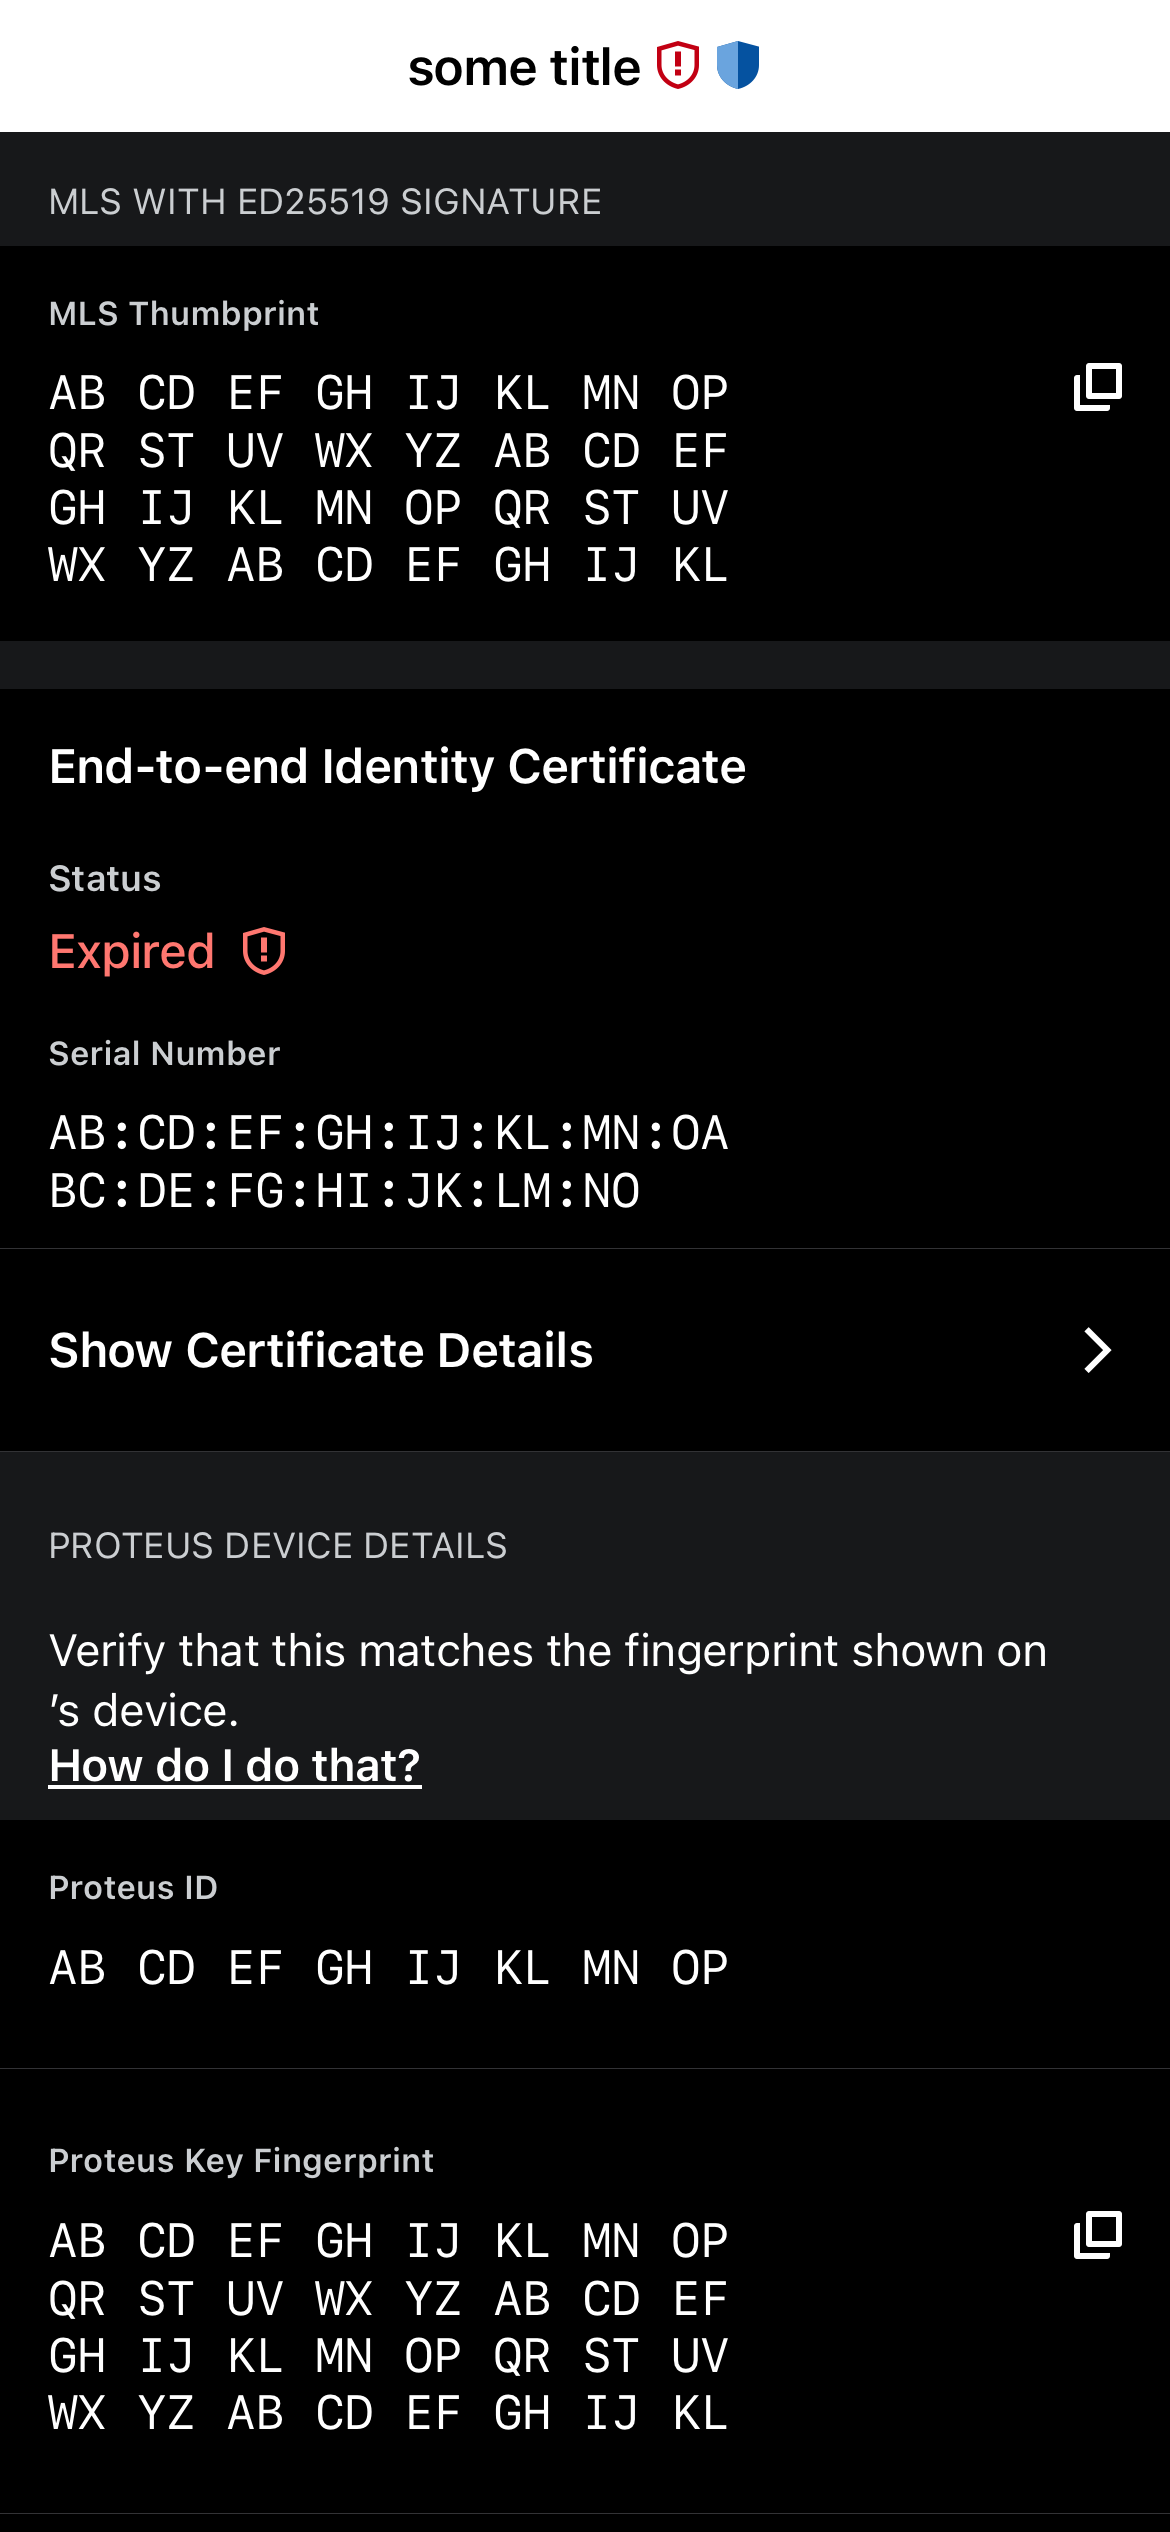 some title
MLS WITH ED25519 SIGNATURE
MLS Thumbprint
AB CD EF GH IJ KL MN OP
QR ST UV WX YZ AB CD EF
GH IJ KL MN OP QR ST UV
WX YZ AB CD EF GH IJ KL
End-to-end Identity Certificate
Status
Expired
Serial Number
AB:CD:EF:GH:IJ:KL:MN:OA
BC:DE:FG:HI:JK:LM:NO
Show Certificate Details
PROTEUS DEVICE DETAILS
Verify that this matches the fingerprint shown on
’s device.
How do I do that?
Proteus ID
AB CD EF GH IJ KL MN OP
Proteus Key Fingerprint
AB CD EF GH IJ KL MN OP
QR ST UV WX YZ AB CD EF
GH IJ KL MN OP QR ST UV
WX YZ AB CD EF GH IJ KL